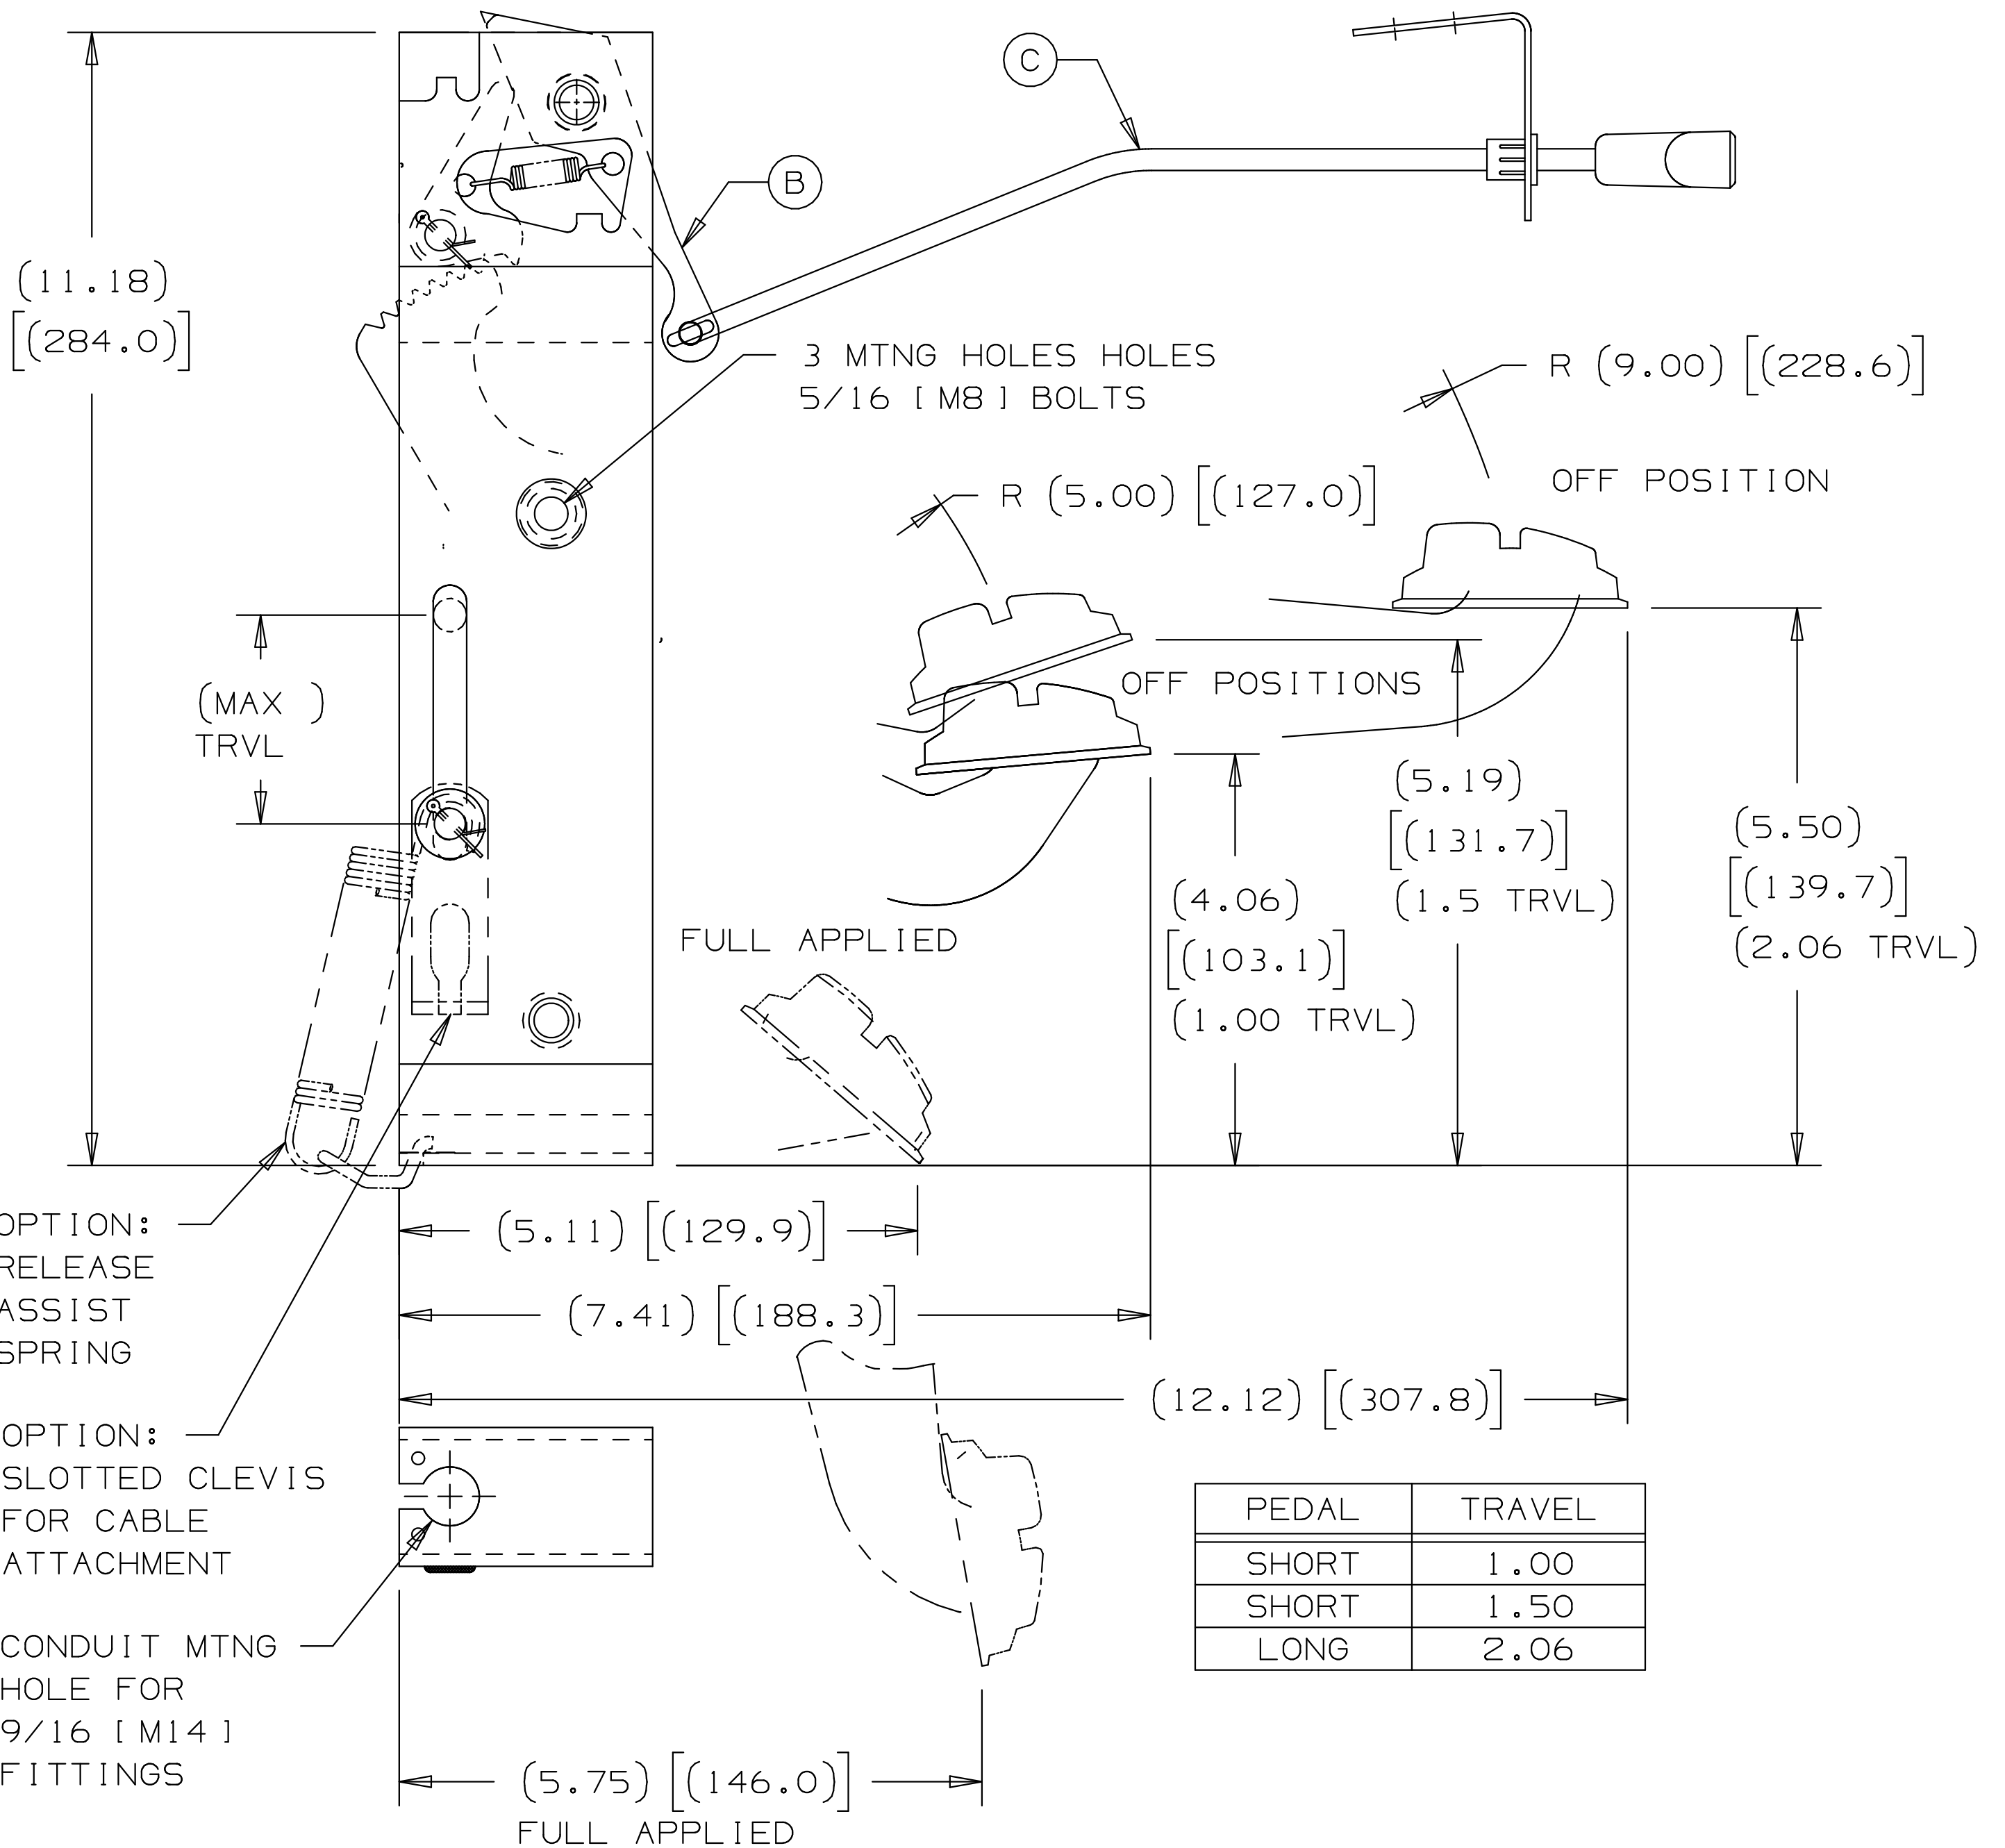 C
B
(11.18)
[(284.0)]
3 MTNG HOLES HOLES
5/16 [M8] BOLTS
R (9.00) [(228.6)]
OFF POSITION
R (5.00) [(127.0)]
OFF POSITIONS
(MAX )
TRVL
(5.19)
[(131.7)]
(1.5 TRVL)
(5.50)
[(139.7)]
(2.06 TRVL)
(4.06)
[(103.1)]
(1.00 TRVL)
FULL APPLIED
OPTION:
RELEASE
ASSIST
SPRING
(5.11) [(129.9)]
(7.41) [(188.3)]
(12.12) [(307.8)]
OPTION:
SLOTTED CLEVIS
FOR CABLE
ATTACHMENT
PEDAL TRAVEL
SHORT 1.00
SHORT 1.50
LONG 2.06
CONDUIT MTNG
HOLE FOR
9/16 [M14]
FITTINGS
(5.75) [(146.0)]
FULL APPLIED